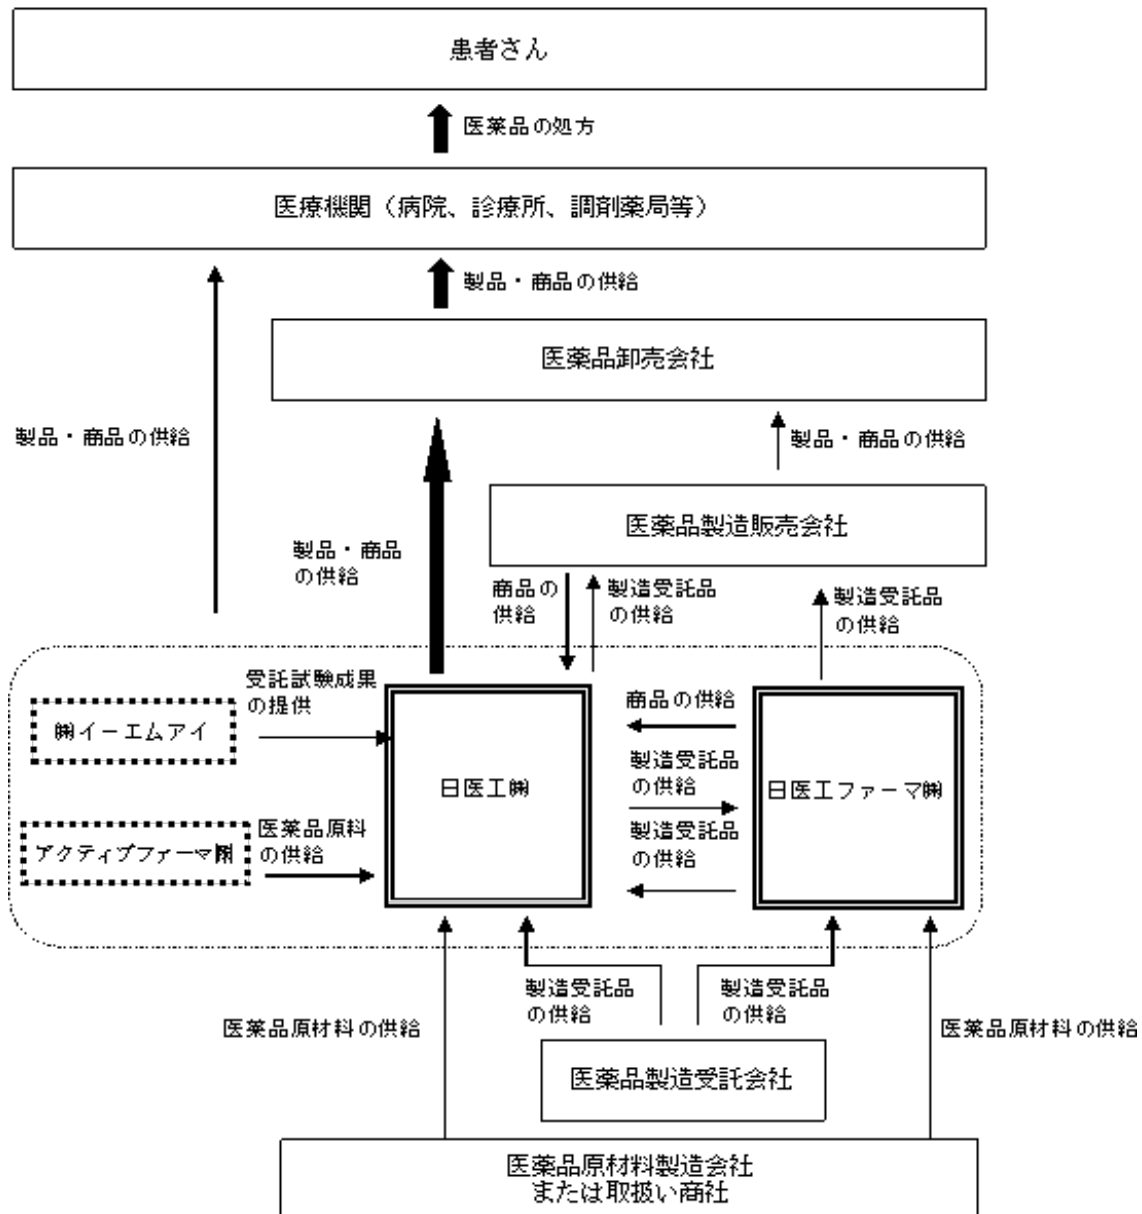 患者さん
医薬品の処方
医療機関（病院、診療所、調剤薬局等）
製品・商品の供給
医薬品卸売会社
製品・商品の供給
製品・商品の供給
医薬品製造販売会社
製品・商品
の供給
商品の
供給
製造受託品
の供給
製造受託品
の供給
受託試験成果
の提供
㈱イーエムアイ
商品の供給
製造受託品
の供給
日医工㈱
日医工ファーマ㈱
医薬品原料
の供給
アクティブファーマ㈱
製造受託品
の供給
製造受託品
の供給
製造受託品
の供給
医薬品原材料の供給
医薬品原材料の供給
医薬品製造受託会社
医薬品原材料製造会社
または取扱い商社